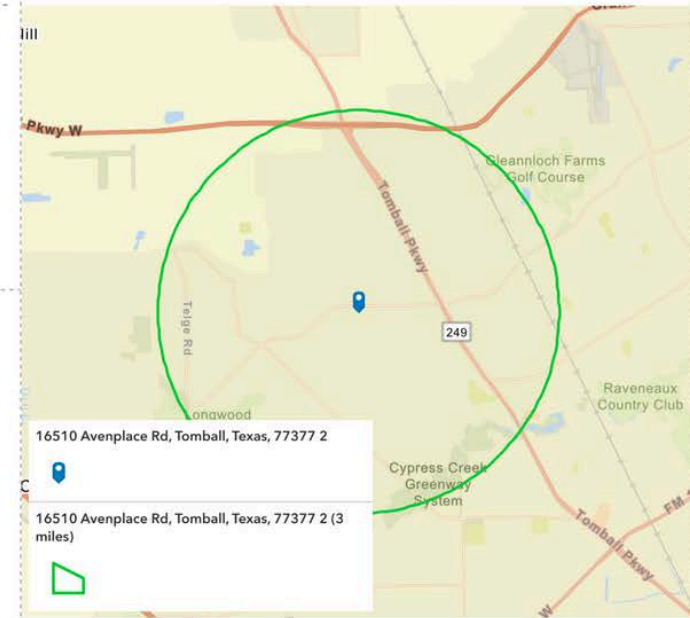 Hill
Pkwy W
Gleannloch Farms
Golf Course
Tomball Pkwy
Telge Rd
249
Raveneaux
Country Club
Longwood
Cypress Creek
Greenway
System
Tomball Pkwy
FM
W
16510 Avenplace Rd, Tomball, Texas, 77377 2
16510 Avenplace Rd, Tomball, Texas, 77377 2 (3
miles)